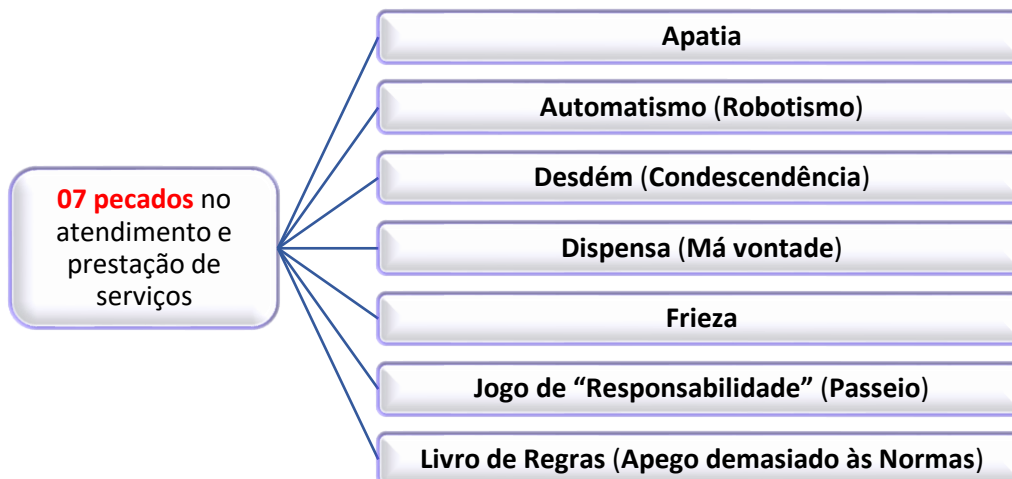 07 pecados no
atendimento e
prestação de
serviços
Apatia
Automatismo (Robotismo)
Desdém (Condescendência)
Dispensa (Má vontade)
Frieza
Jogo de “Responsabilidade” (Passeio)
Livro de Regras (Apego demasiado às Normas)